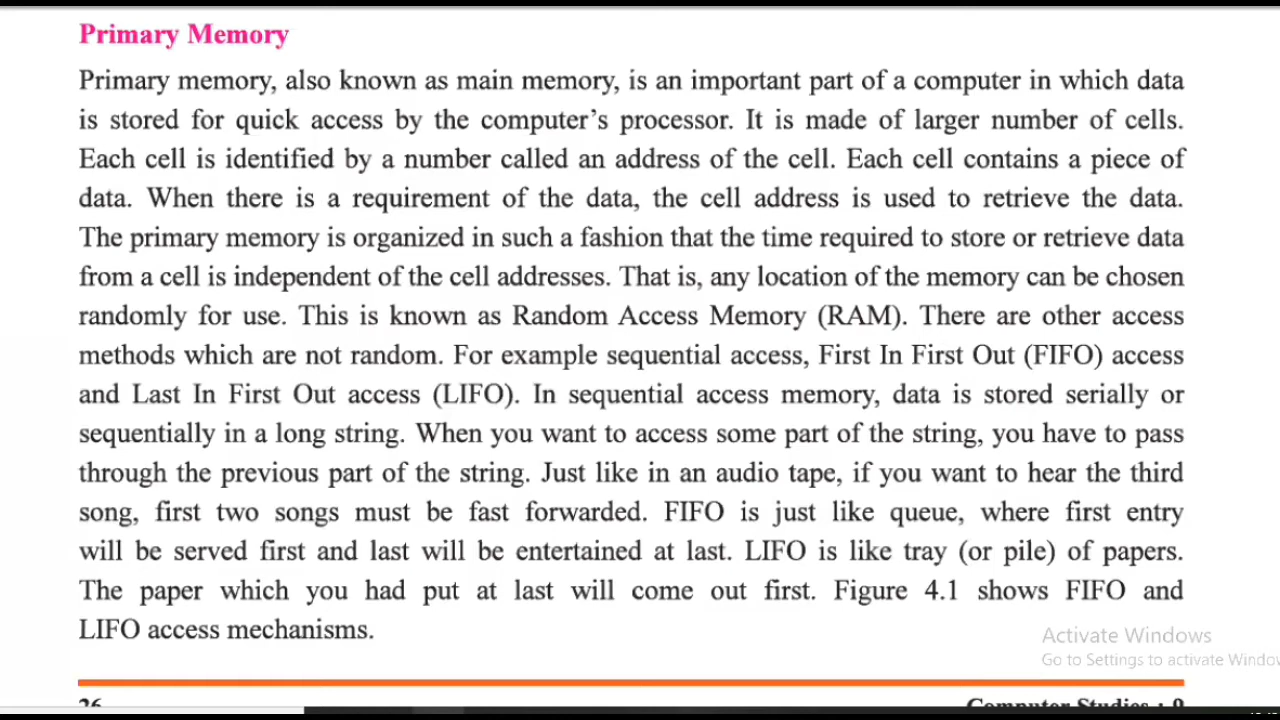 Primary Memory
Primary memory, also known as main memory, is an important part of a computer in which data
is stored for quick access by the computer's processor. It is made of larger number of cells.
Each cell is identified by a number called an address of the cell. Each cell contains a piece of
data. When there is a requirement of the data, the cell address is used to retrieve the data.
The primary memory is organized in such a fashion that the time required to store or retrieve data
from a cell is independent of the cell addresses. That is, any location of the memory can be chosen
randomly for use. This is known as Random Access Memory (RAM). There are other access
methods which are not random. For example sequential access, First In First Out (FIFO) access
and Last In First Out access (LIFO). In sequential access memory, data is stored serially or
sequentially in a long string. When you want to access some part of the string, you have to pass
through the previous part of the string. Just like in an audio tape, if you want to hear the third
song, first two songs must be fast forwarded. FIFO is just like queue, where first entry
will be served first and last will be entertained at last. LIFO is like tray (or pile) of papers.
The paper which you had put at last will come out first. Figure 4.1 shows FIFO and
LIFO access mechanisms.
Activate Windows
Go to Settings to activate Windo
26 Computer Studies : 9